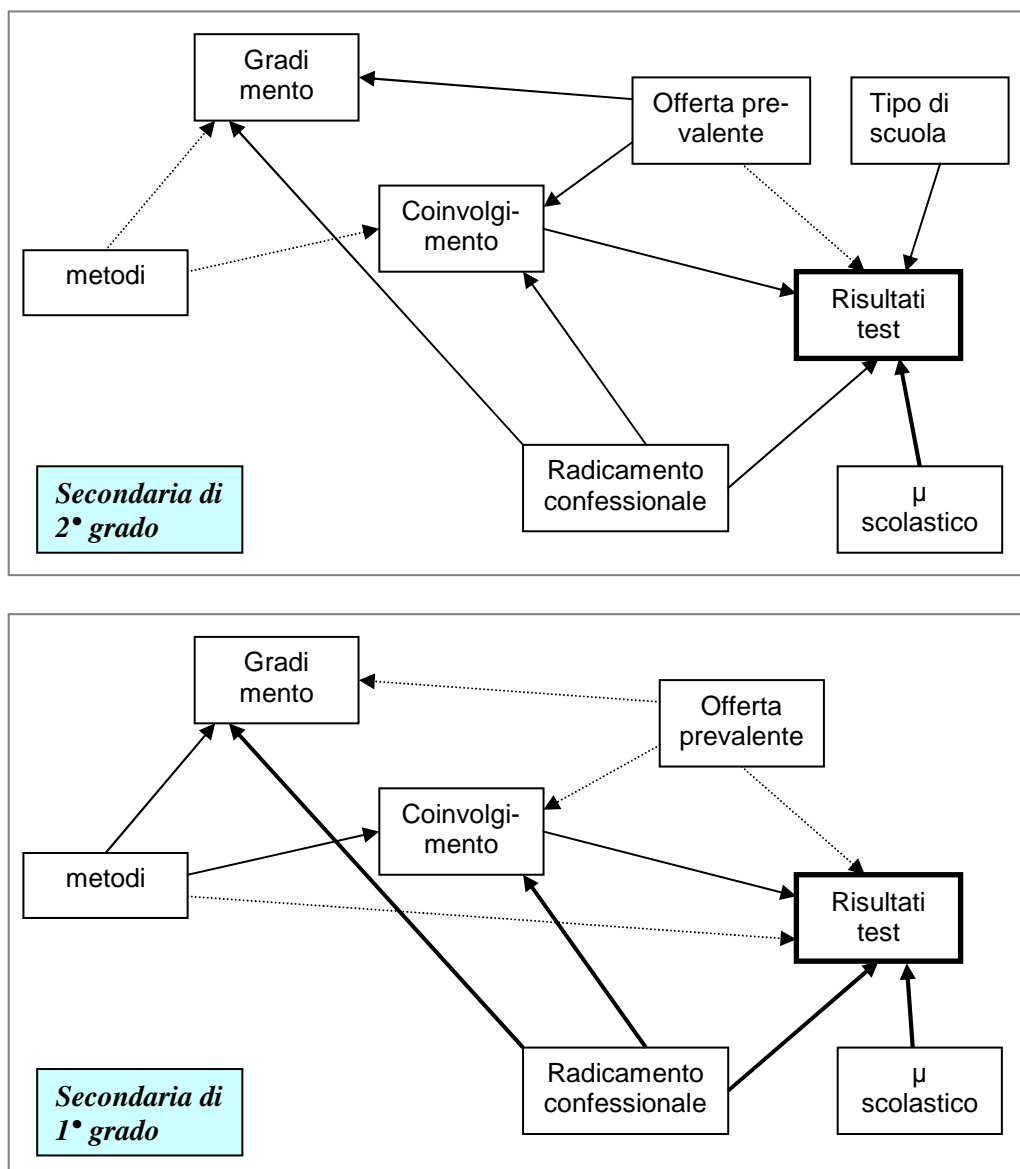 Gradi
mento
Offerta pre-
valente
Tipo di
scuola
Coinvolgi-
mento
metodi
Risultati
test
Radicamento
confessionale
µ
scolastico
Secondaria di
2• grado
Gradi
mento
Offerta
prevalente
Coinvolgi-
mento
metodi
Risultati
test
Radicamento
confessionale
µ
scolastico
Secondaria di
1• grado